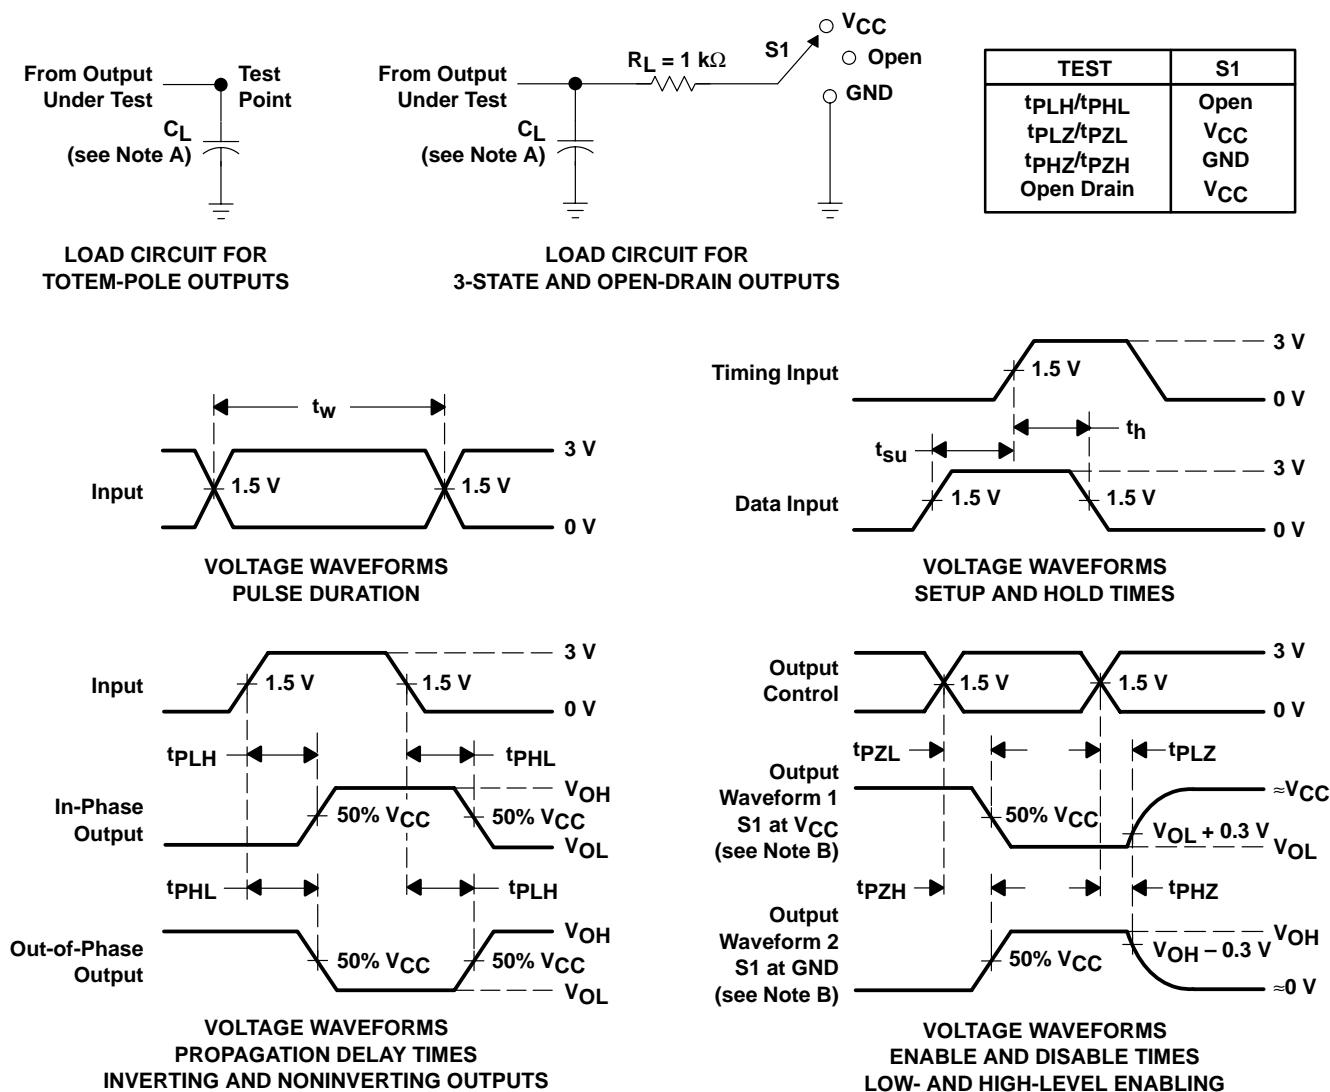 From Output
Under Test
Test
Point
CL
(see Note A)
LOAD CIRCUIT FOR
TOTEM-POLE OUTPUTS
From Output
Under Test
RL = 1 kΩ
S1
VCC
Open
GND
CL
(see Note A)
LOAD CIRCUIT FOR
3-STATE AND OPEN-DRAIN OUTPUTS
TEST S1
tPLH/tPHL Open
tPLZ/tPZL VCC
tPHZ/tPZH GND
Open Drain VCC
tw
Input
1.5 V
1.5 V
3 V
0 V
VOLTAGE WAVEFORMS
PULSE DURATION
Timing Input
1.5 V
3 V
0 V
tsu
th
Data Input
1.5 V
1.5 V
3 V
0 V
VOLTAGE WAVEFORMS
SETUP AND HOLD TIMES
Input
1.5 V
1.5 V
3 V
0 V
tPLH
tPHL
In-Phase
Output
50% VCC
50% VCC
VOH
VOL
tPHL
tPLH
Out-of-Phase
Output
50% VCC
50% VCC
VOH
VOL
VOLTAGE WAVEFORMS
PROPAGATION DELAY TIMES
INVERTING AND NONINVERTING OUTPUTS
Output
Control
1.5 V
1.5 V
3 V
0 V
tPZL
tPLZ
Output
Waveform 1
S1 at VCC
(see Note B)
50% VCC
VOL + 0.3 V
≈VCC
VOL
tPZH
tPHZ
Output
Waveform 2
S1 at GND
(see Note B)
50% VCC
VOH − 0.3 V
VOH
≈0 V
VOLTAGE WAVEFORMS
ENABLE AND DISABLE TIMES
LOW- AND HIGH-LEVEL ENABLING